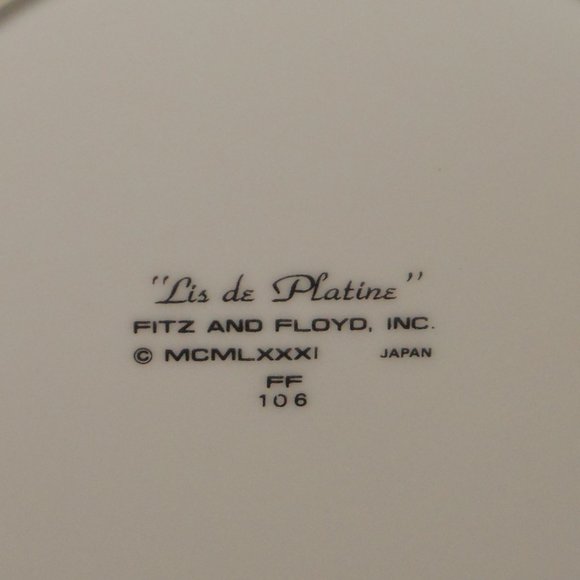 "Lis de Platine"
FITZ AND FLOYD, INC.
© MCMLXXXI JAPAN
FF
106